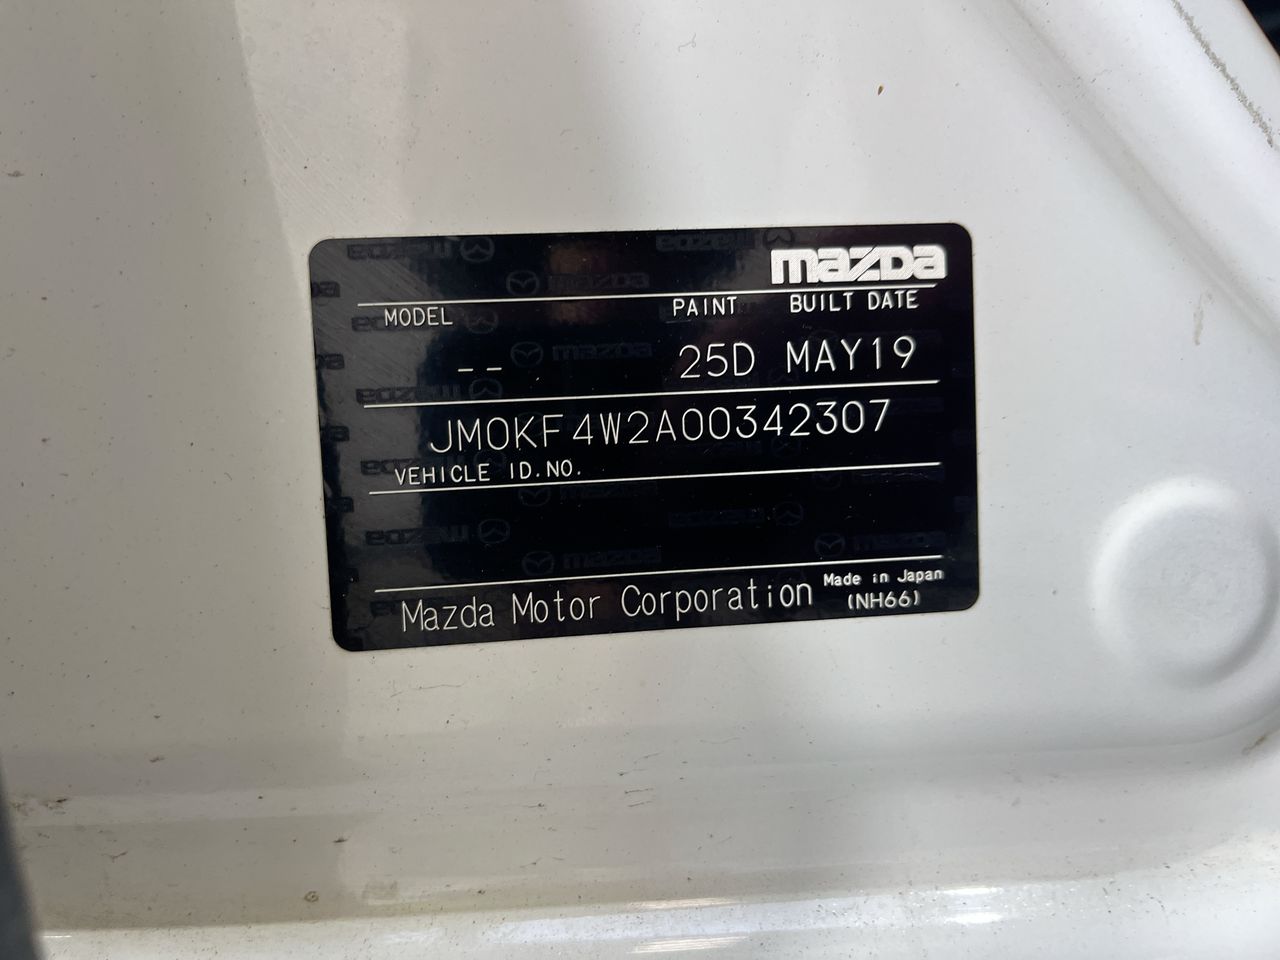 mazda
MODEL PAINT BUILT DATE
-- 25D MAY19
JM0KF4W2A00342307
VEHICLE ID.NO.
Mazda Motor Corporation Made in Japan
(NH66)